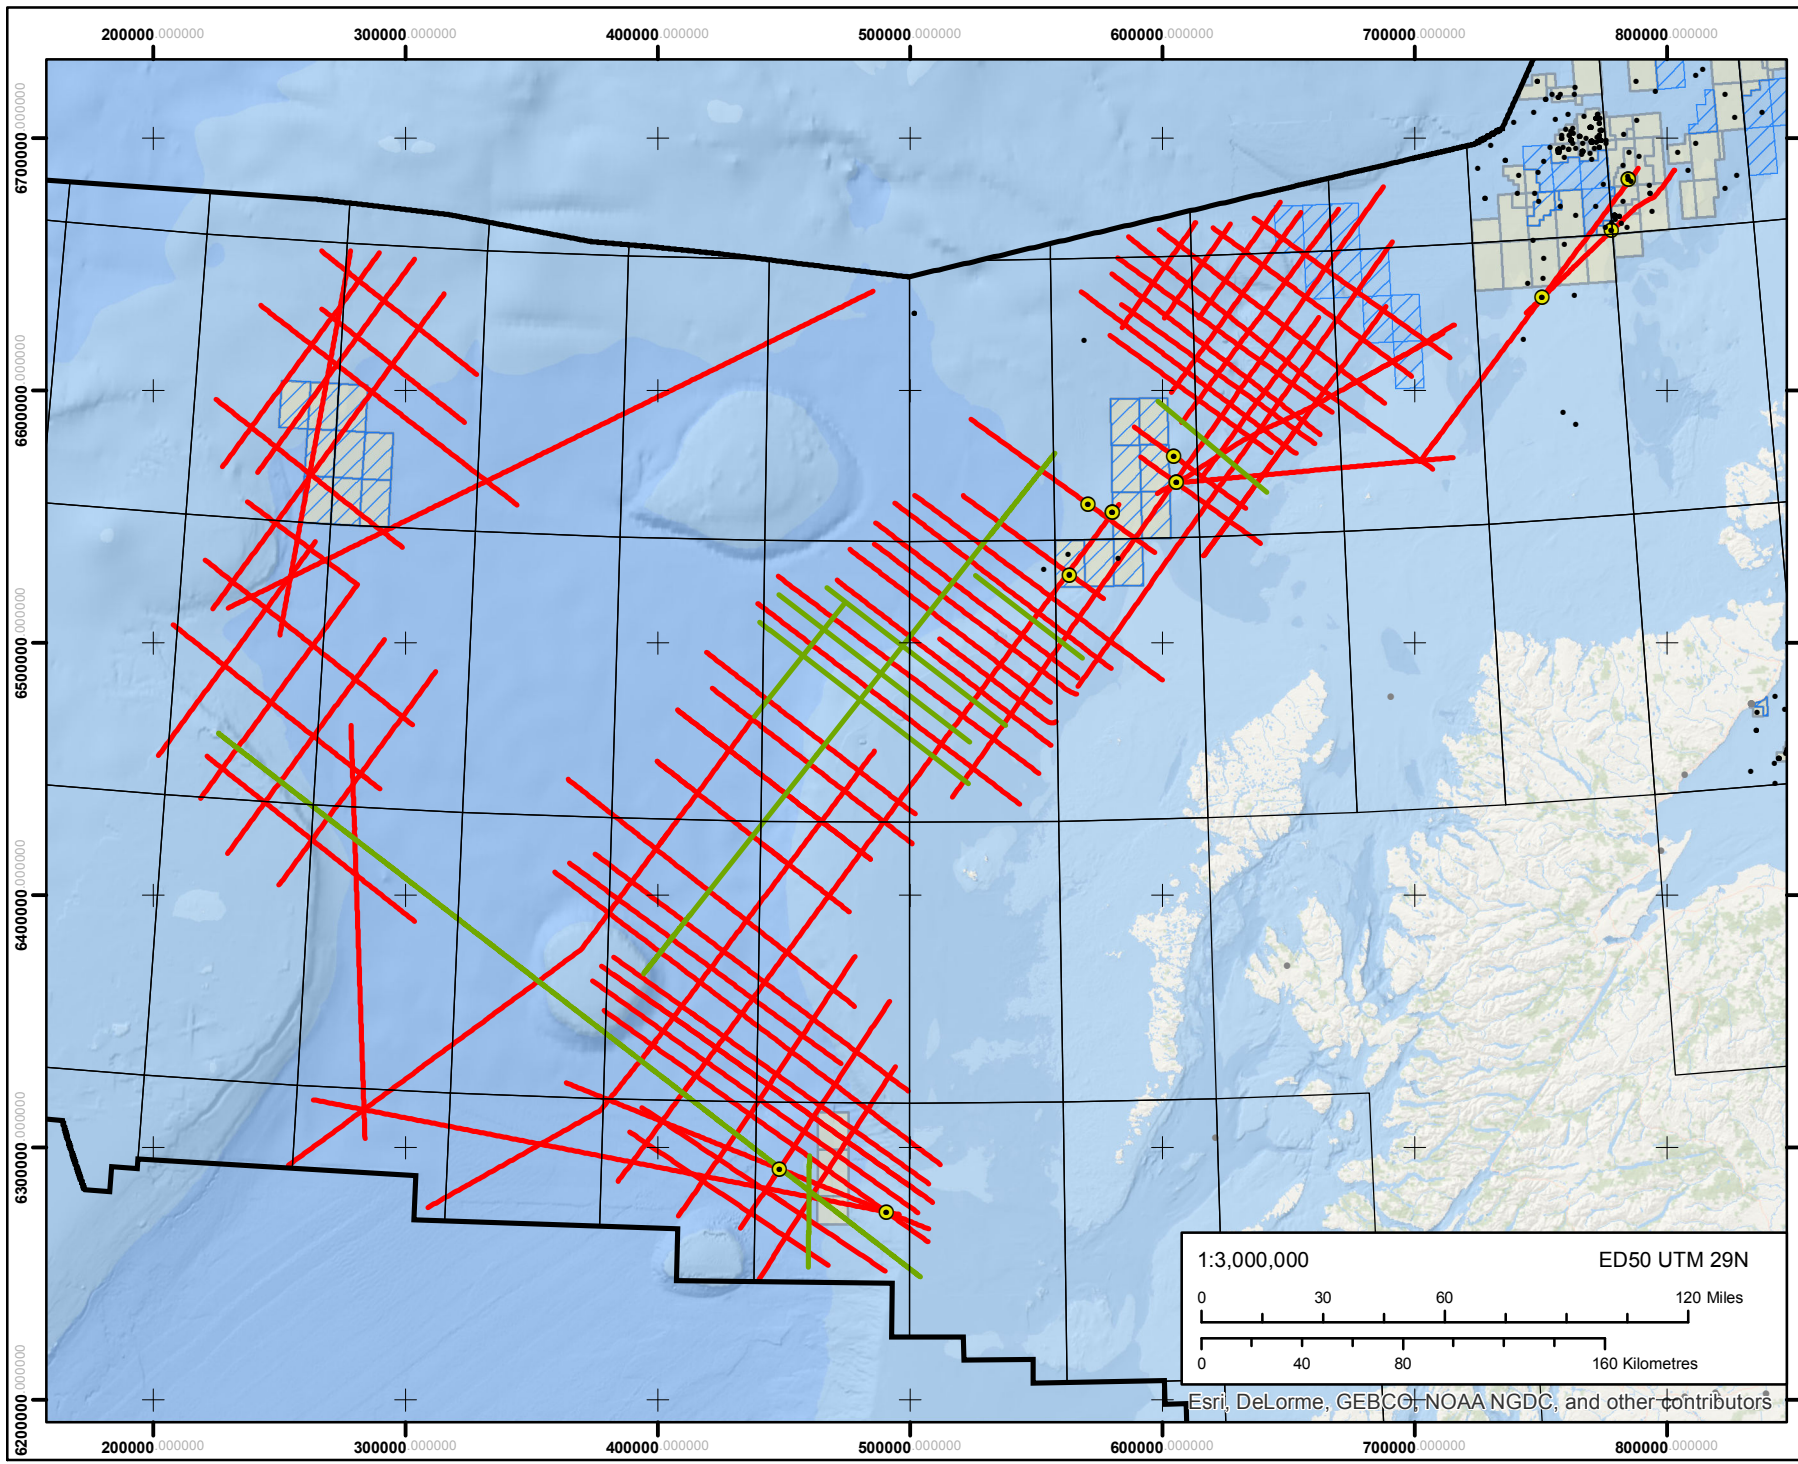 200000.000000 300000.000000 400000.000000 500000.000000 600000.000000 700000.000000 800000.000000
6700000.000000
6600000.000000
6500000.000000
6400000.000000
6300000.000000
6200000.000000
1:3,000,000 ED50 UTM 29N
0 30 60 120 Miles
0 40 80 160 Kilometres
Esri, DeLorme, GEBCO, NOAA NGDC, and other contributors
200000.000000 300000.000000 400000.000000 500000.000000 600000.000000 700000.000000 800000.000000